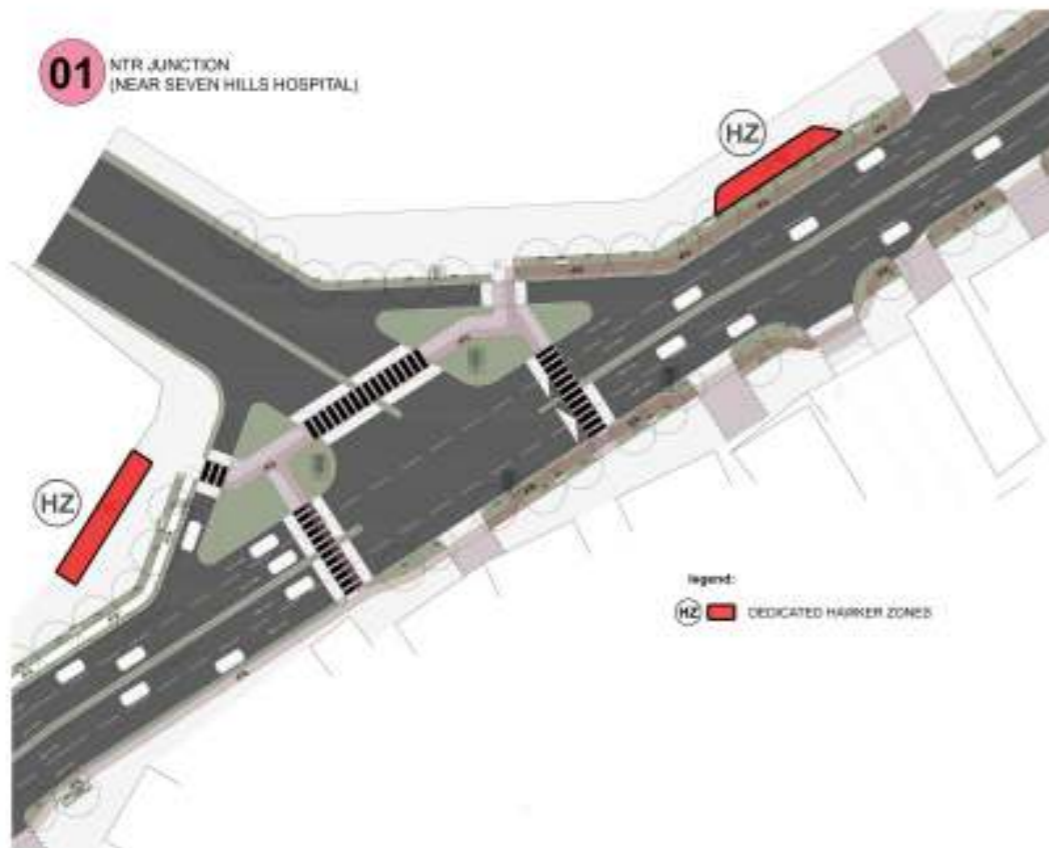 01
NTR JUNCTION
(NEAR SEVEN HILLS HOSPITAL)
HZ
HZ
legend:
HZ DEDICATED HAWKER ZONES